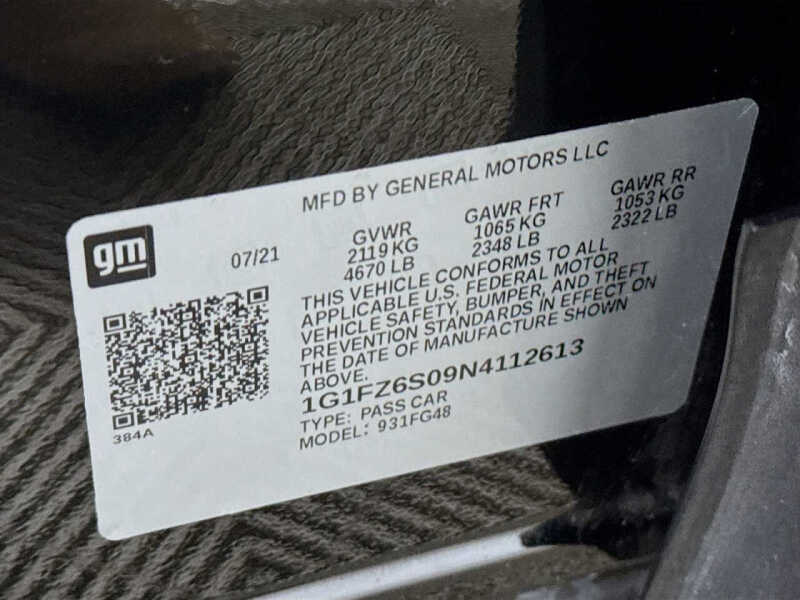 MFD BY GENERAL MOTORS LLC
gm
07/21
GVWR
2119 KG
4670 LB
GAWR FRT
1065 KG
2348 LB
GAWR RR
1053 KG
2322 LB
THIS VEHICLE CONFORMS TO ALL
APPLICABLE U.S. FEDERAL MOTOR
VEHICLE SAFETY, BUMPER, AND THEFT
PREVENTION STANDARDS IN EFFECT ON
THE DATE OF MANUFACTURE SHOWN
ABOVE.
1G1FZ6S09N4112613
TYPE: PASS CAR
MODEL: 931FG48
384A